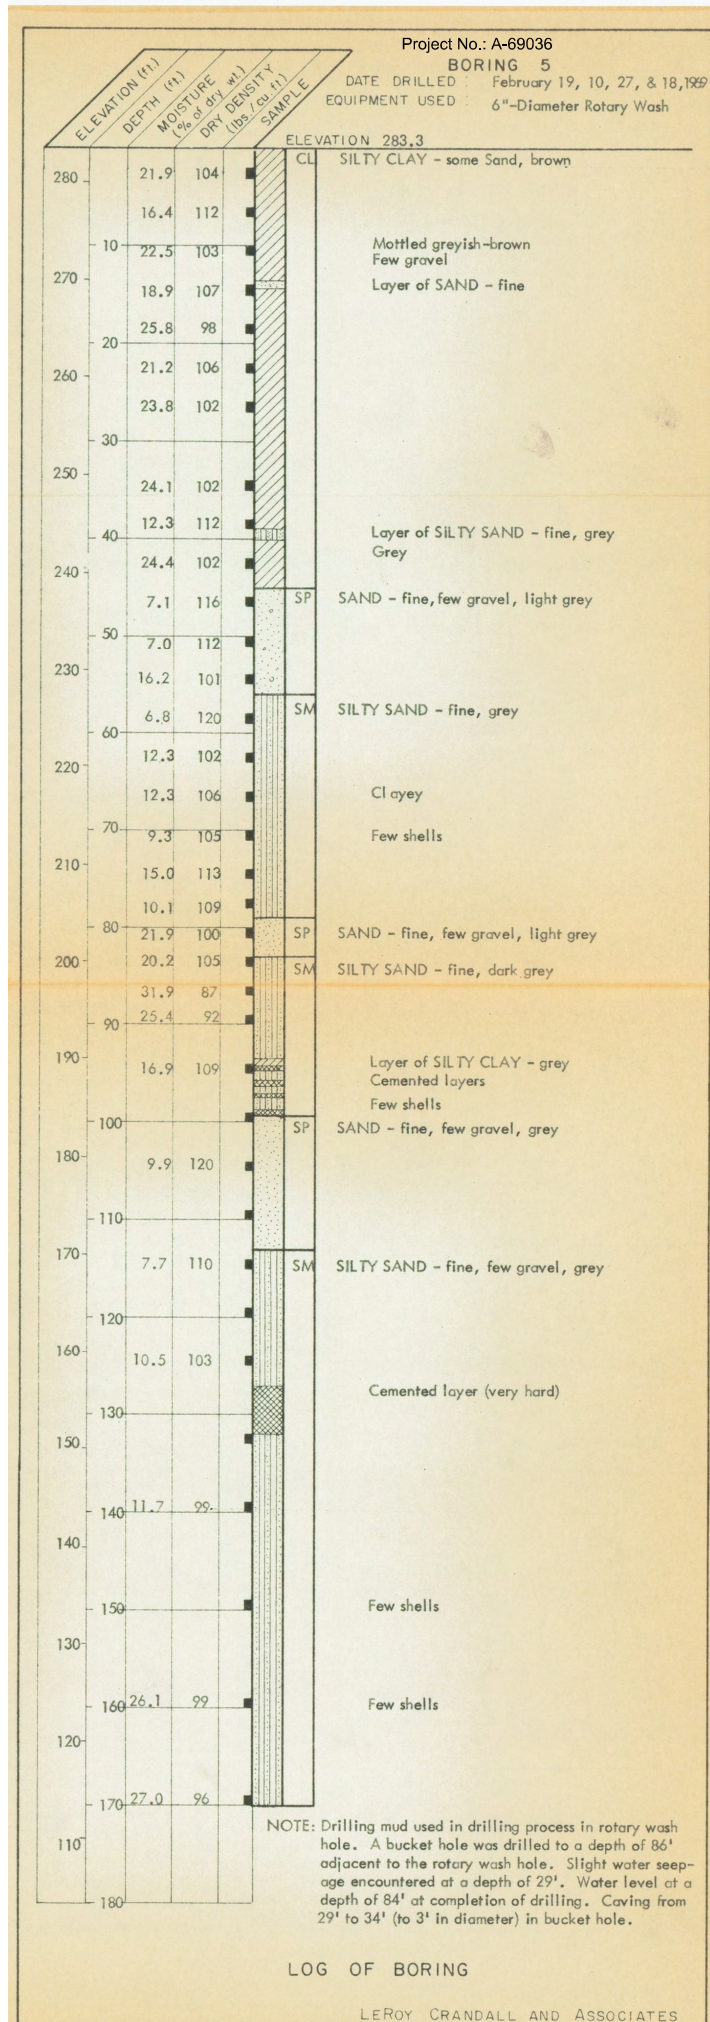 Project No.: A-69036
BORING 5
DATE DRILLED : February 19, 10, 27, & 18, 1969
EQUIPMENT USED : 6"-Diameter Rotary Wash
ELEVATION (ft.)
DEPTH (ft.)
MOISTURE (% of dry wt.)
DRY DENSITY (lbs./cu.ft.)
SAMPLE
ELEVATION 283.3
CL SILTY CLAY - some Sand, brown
280 21.9 104
16.4 112
10 22.5 103 Mottled greyish-brown
Few gravel
270 18.9 107 Layer of SAND - fine
25.8 98
20
260 21.2 106
23.8 102
30
250 24.1 102
12.3 112
40 Layer of SILTY SAND - fine, grey
Grey
240 24.4 102
7.1 116 SP SAND - fine, few gravel, light grey
50 7.0 112
230 16.2 101
6.8 120 SM SILTY SAND - fine, grey
60
220 12.3 102
12.3 106 Clayey
70 9.3 105 Few shells
210 15.0 113
10.1 109
80 21.9 100 SP SAND - fine, few gravel, light grey
200 20.2 105 SM SILTY SAND - fine, dark grey
31.9 87
90 25.4 92
190 16.9 109 Layer of SILTY CLAY - grey
Cemented layers
Few shells
100 SP SAND - fine, few gravel, grey
180 9.9 120
110
170 7.7 110 SM SILTY SAND - fine, few gravel, grey
120
160 10.5 103
Cemented layer (very hard)
130
150
140 11.7 99
140
150 Few shells
130
160 26.1 99 Few shells
120
170 27.0 96
NOTE: Drilling mud used in drilling process in rotary wash
hole. A bucket hole was drilled to a depth of 86'
110 adjacent to the rotary wash hole. Slight water seep-
age encountered at a depth of 29'. Water level at a
180 depth of 84' at completion of drilling. Caving from
29' to 34' (to 3' in diameter) in bucket hole.
LOG OF BORING
LEROY CRANDALL AND ASSOCIATES